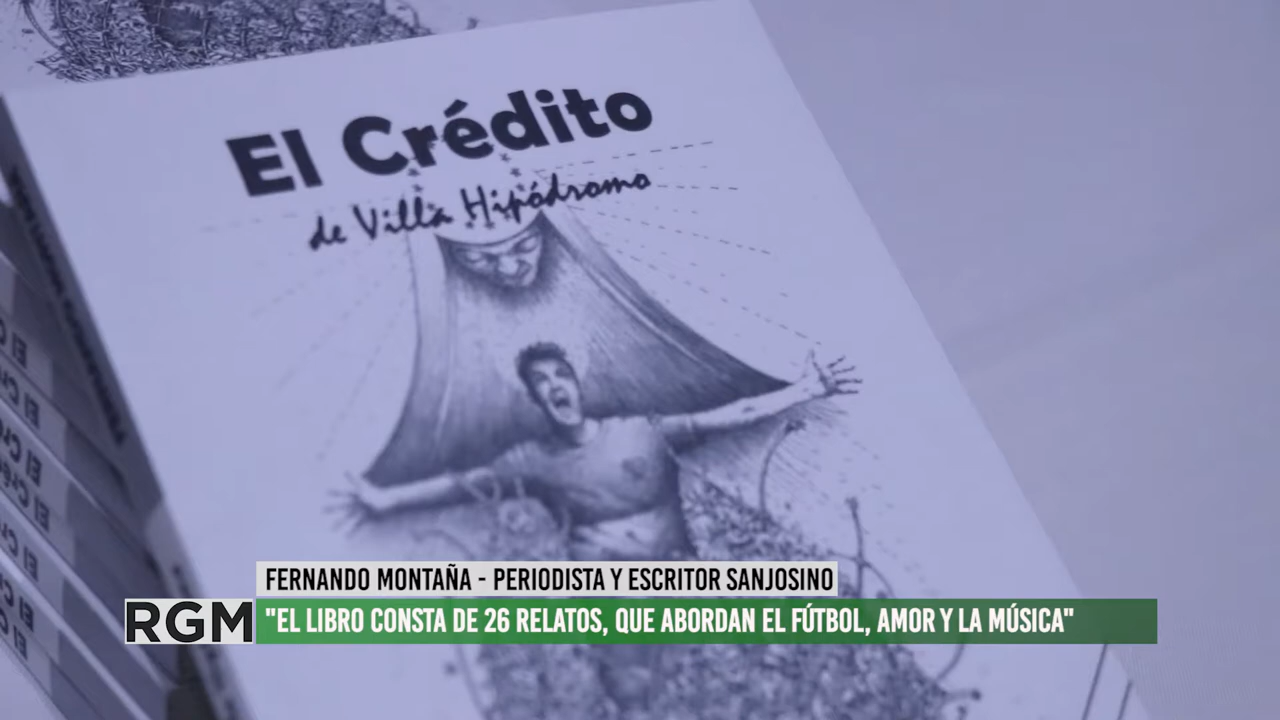 El Crédito
de Villa Hipódromo
FERNANDO MONTAÑA - PERIODISTA Y ESCRITOR SANJOSINO
RGM
"EL LIBRO CONSTA DE 26 RELATOS, QUE ABORDAN EL FÚTBOL, AMOR Y LA MÚSICA"